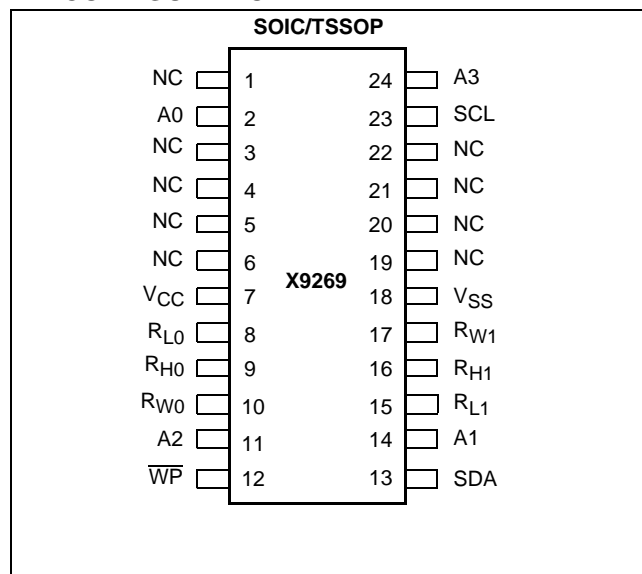 SOIC/TSSOP
NC 1 24 A3
A0 2 23 SCL
NC 3 22 NC
NC 4 21 NC
NC 5 20 NC
NC 6 19 NC
X9269
VCC 7 18 VSS
RL0 8 17 RW1
RH0 9 16 RH1
RW0 10 15 RL1
A2 11 14 A1
W̅P̅ 12 13 SDA